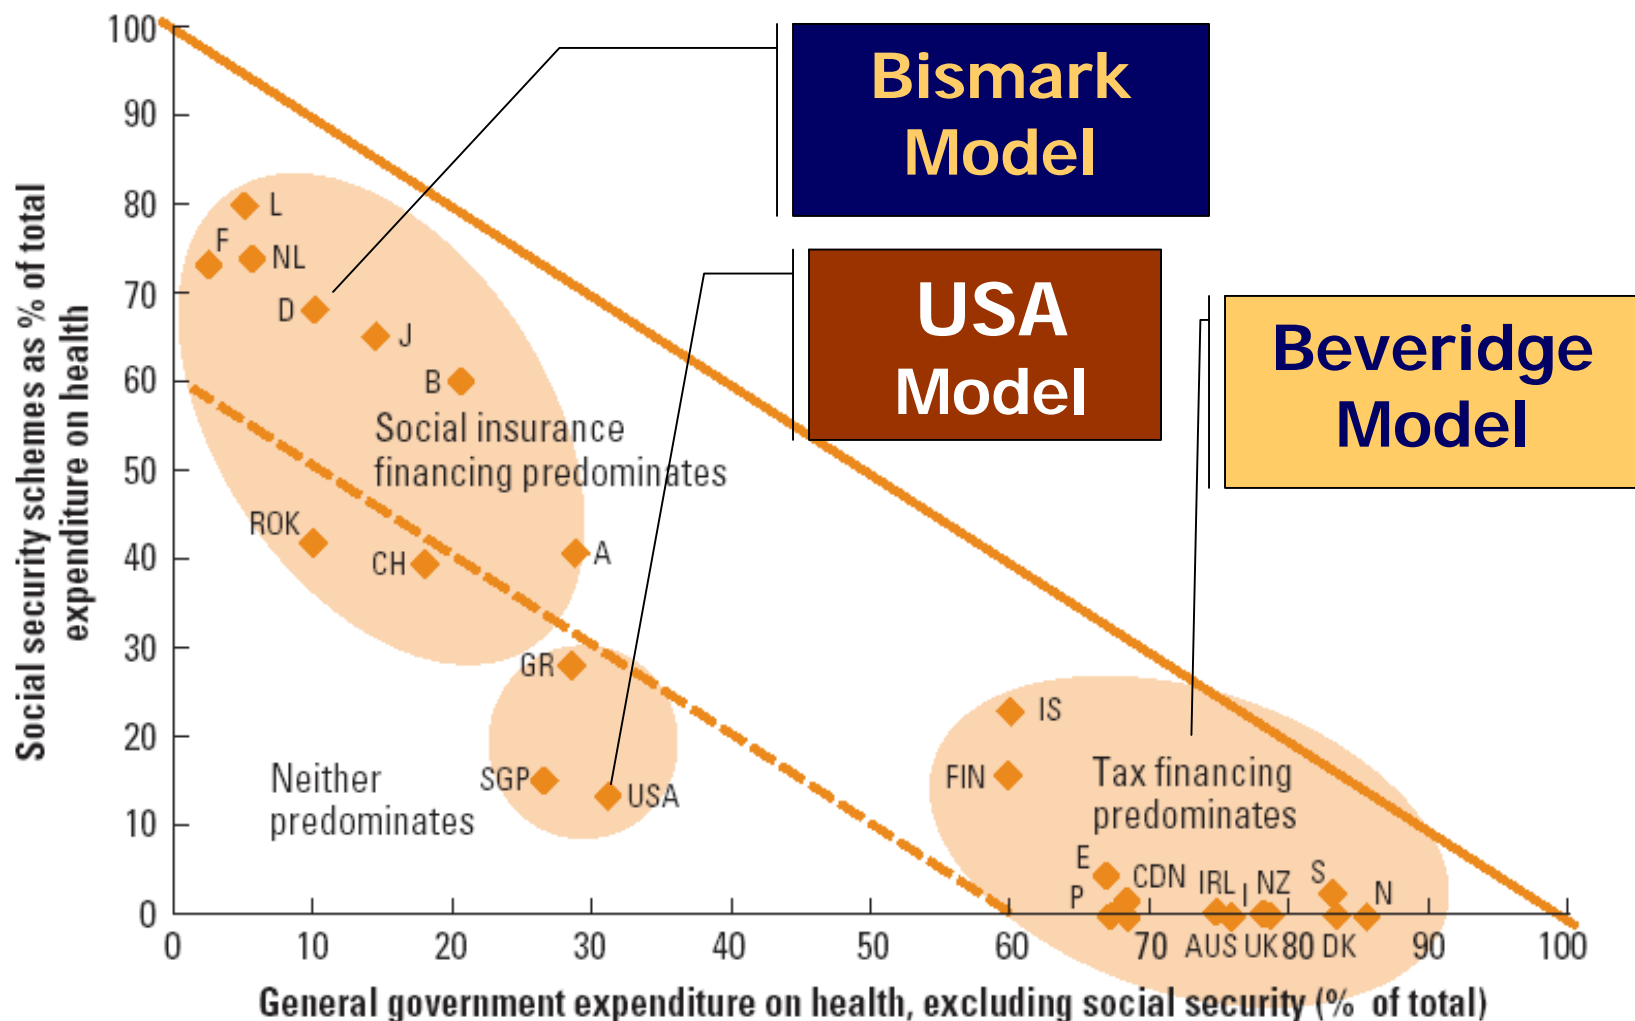 100
90
80
70
60
50
40
30
20
10
0
Social security schemes as % of total
expenditure on health
Bismark
Model
USA
Model
Beveridge
Model
L
F
NL
D
J
B
Social insurance
financing predominates
ROK
CH
A
GR
SGP
USA
Neither
predominates
IS
FIN
Tax financing
predominates
E
P
CDN
IRL
I
NZ
S
N
AUS
UK
DK
0
10
20
30
40
50
60
70
80
90
100
General government expenditure on health, excluding social security (% of total)